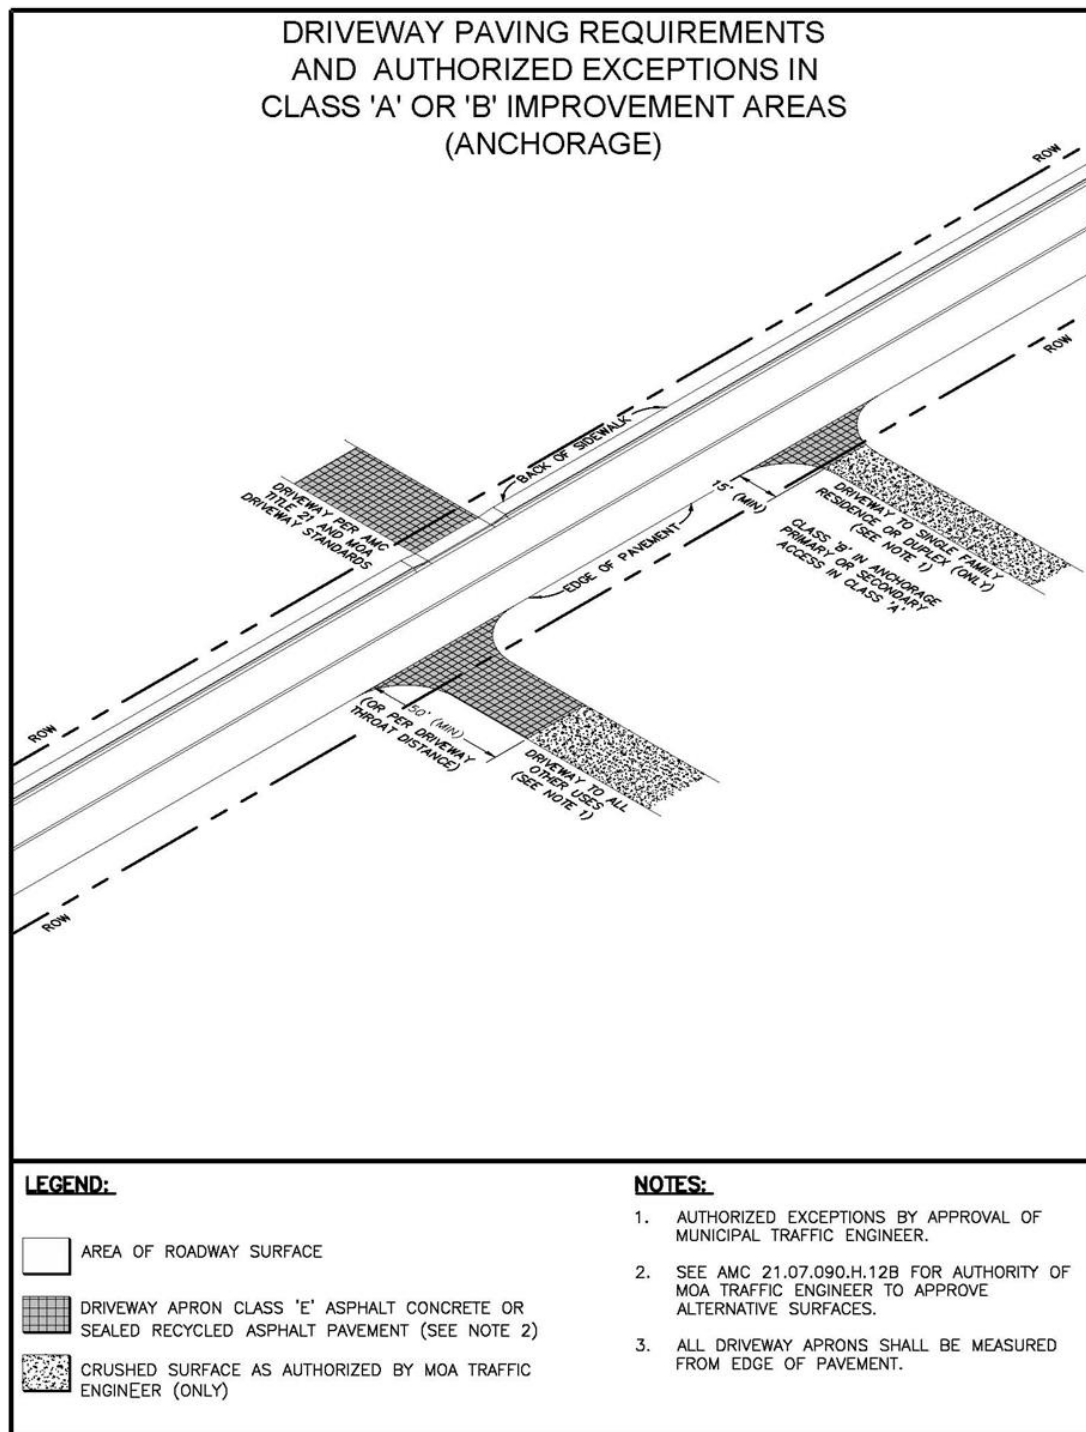 DRIVEWAY PAVING REQUIREMENTS
AND AUTHORIZED EXCEPTIONS IN
CLASS 'A' OR 'B' IMPROVEMENT AREAS
(ANCHORAGE)
ROW
ROW
BACK OF SIDEWALK
DRIVEWAY PER AMC
TITLE 21 AND MOA
DRIVEWAY STANDARDS
15' (MIN)
DRIVEWAY TO SINGLE FAMILY
RESIDENCE OR DUPLEX (ONLY)
(SEE NOTE 1)
CLASS 'B' IN ANCHORAGE
PRIMARY OR SECONDARY
ACCESS IN CLASS 'A'
EDGE OF PAVEMENT
50' (MIN)
(OR PER DRIVEWAY
THROAT DISTANCE)
DRIVEWAY TO ALL
OTHER USES
(SEE NOTE 1)
ROW
ROW
LEGEND:
AREA OF ROADWAY SURFACE
DRIVEWAY APRON CLASS 'E' ASPHALT CONCRETE OR
SEALED RECYCLED ASPHALT PAVEMENT (SEE NOTE 2)
CRUSHED SURFACE AS AUTHORIZED BY MOA TRAFFIC
ENGINEER (ONLY)
NOTES:
1. AUTHORIZED EXCEPTIONS BY APPROVAL OF
MUNICIPAL TRAFFIC ENGINEER.
2. SEE AMC 21.07.090.H.12B FOR AUTHORITY OF
MOA TRAFFIC ENGINEER TO APPROVE
ALTERNATIVE SURFACES.
3. ALL DRIVEWAY APRONS SHALL BE MEASURED
FROM EDGE OF PAVEMENT.